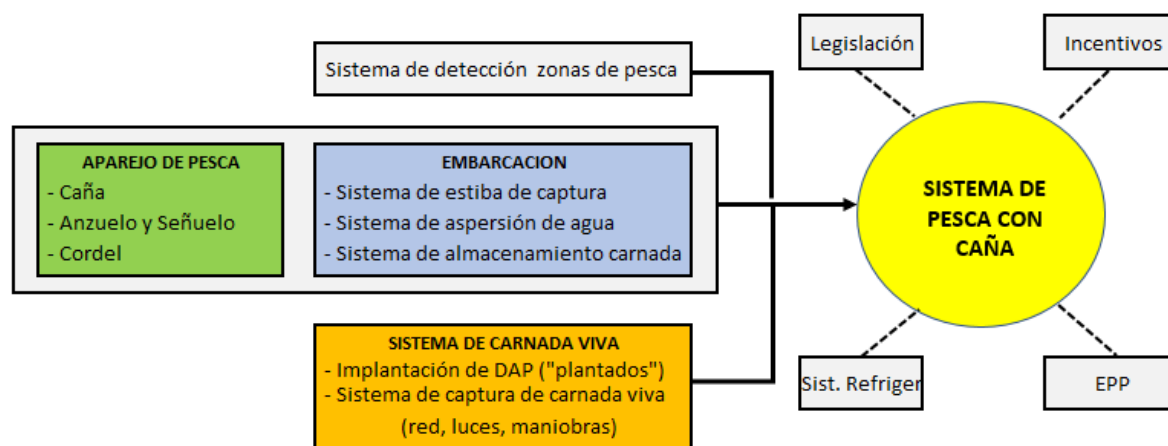 Legislación
Incentivos
Sistema de detección zonas de pesca
APAREJO DE PESCA
- Caña
- Anzuelo y Señuelo
- Cordel
EMBARCACION
- Sistema de estiba de captura
- Sistema de aspersión de agua
- Sistema de almacenamiento carnada
SISTEMA DE
PESCA CON
CAÑA
SISTEMA DE CARNADA VIVA
- Implantación de DAP ("plantados")
- Sistema de captura de carnada viva
(red, luces, maniobras)
Sist. Refriger
EPP